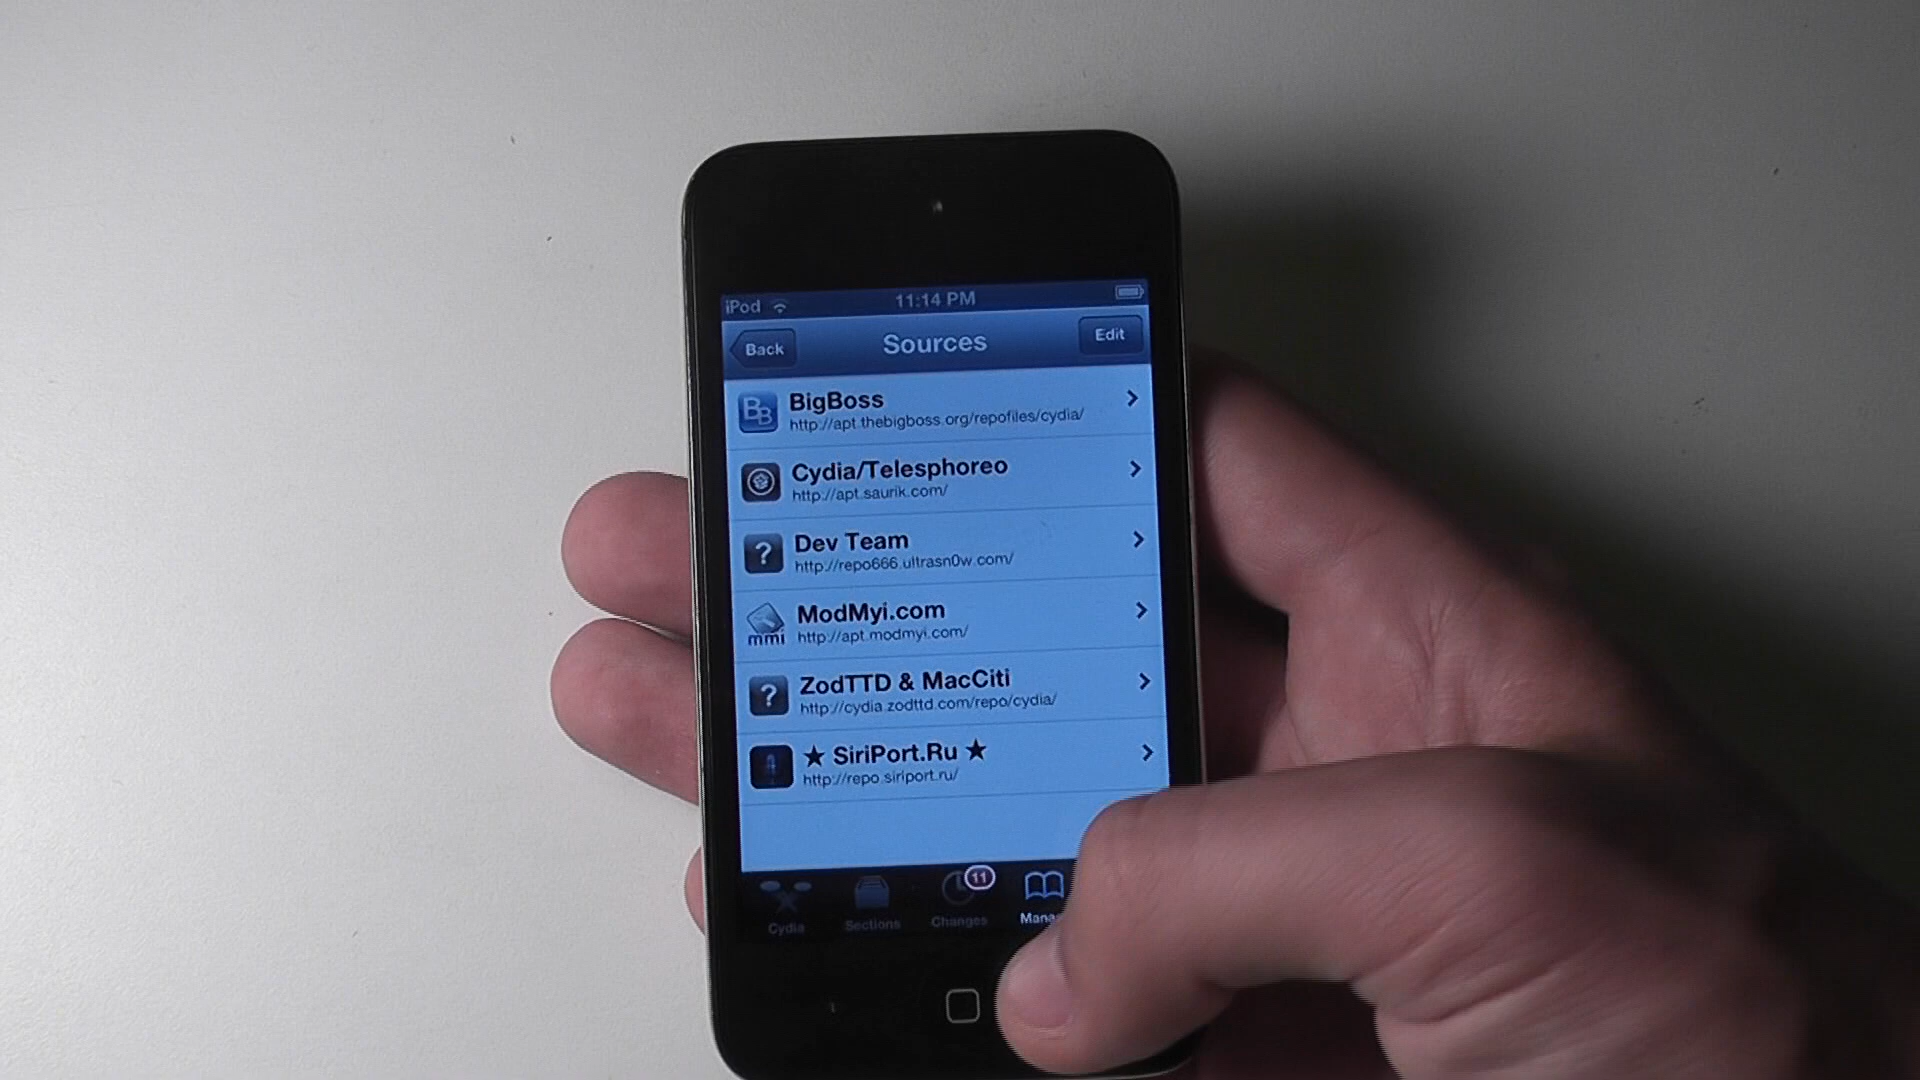 iPod 11:14 PM
Back Sources Edit
BB BigBoss
http://apt.thebigboss.org/repofiles/cydia/
Cydia/Telesphoreo
http://apt.saurik.com/
? Dev Team
http://repo666.ultrasn0w.com/
ModMyi.com
mmi http://apt.modmyi.com/
? ZodTTD & MacCiti
http://cydia.zodttd.com/repo/cydia/
★ SiriPort.Ru ★
http://repo.siriport.ru/
11
Cydia Sections Changes Mana